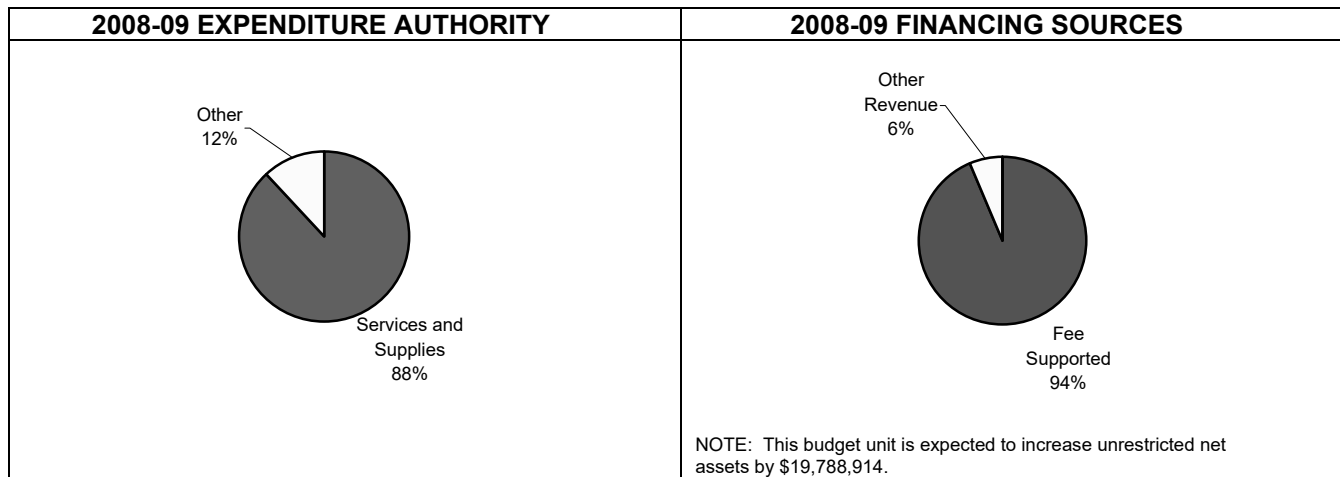 2008-09 EXPENDITURE AUTHORITY
Other
12%
Services and
Supplies
88%
2008-09 FINANCING SOURCES
Other
Revenue
6%
Fee
Supported
94%
NOTE: This budget unit is expected to increase unrestricted net
assets by $19,788,914.